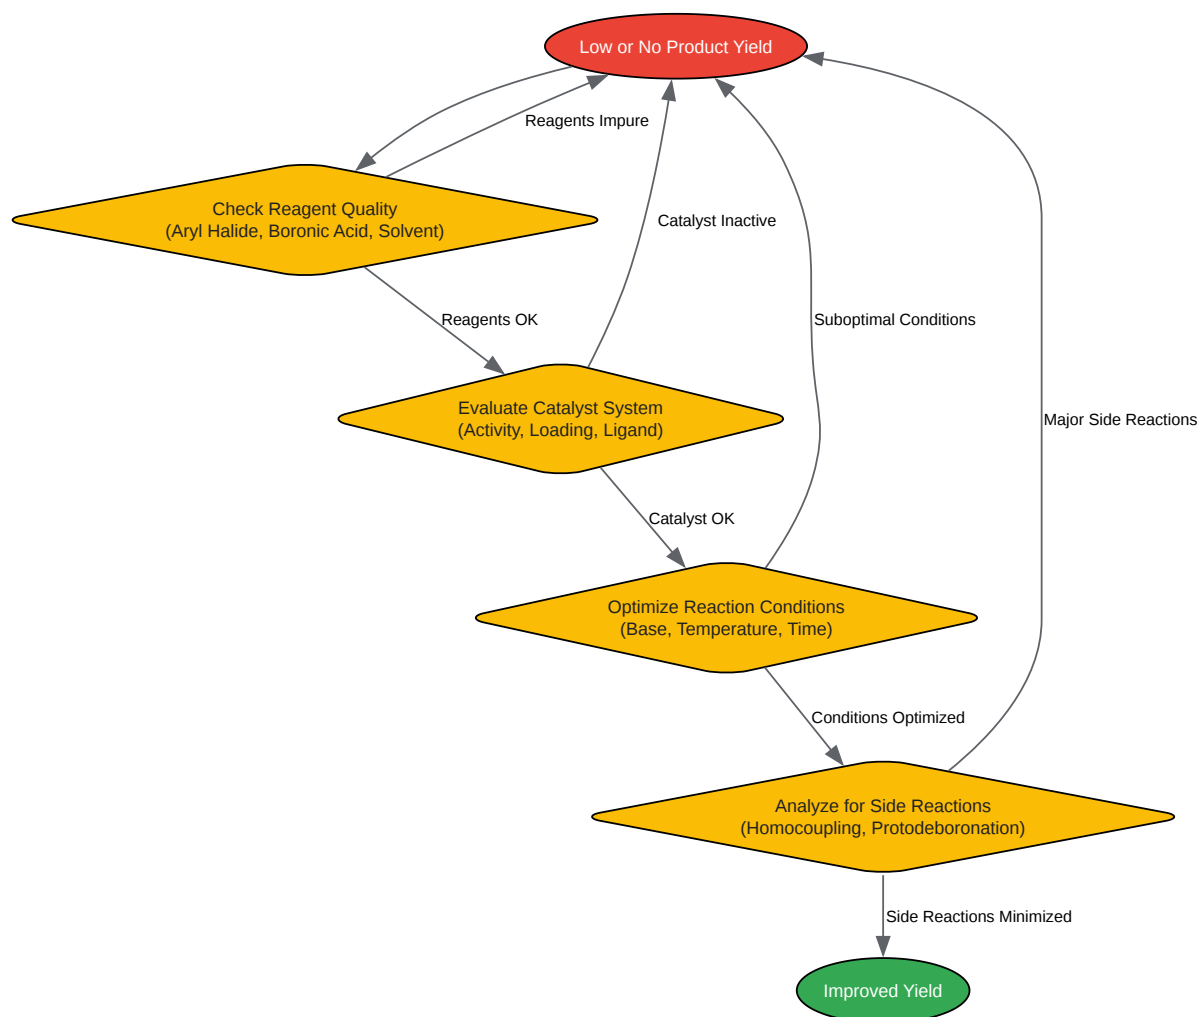 Low or No Product Yield
Reagents Impure
Check Reagent Quality
(Aryl Halide, Boronic Acid, Solvent)
Catalyst Inactive
Reagents OK
Suboptimal Conditions
Evaluate Catalyst System
(Activity, Loading, Ligand)
Major Side Reactions
Catalyst OK
Optimize Reaction Conditions
(Base, Temperature, Time)
Conditions Optimized
Analyze for Side Reactions
(Homocoupling, Protodeboronation)
Side Reactions Minimized
Improved Yield